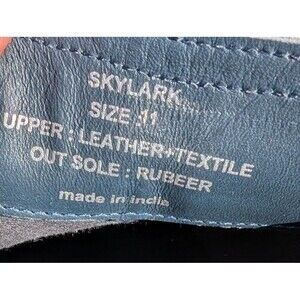 SKYLARK
SIZE :11
UPPER : LEATHER+TEXTILE
OUT SOLE : RUBEER
made in india